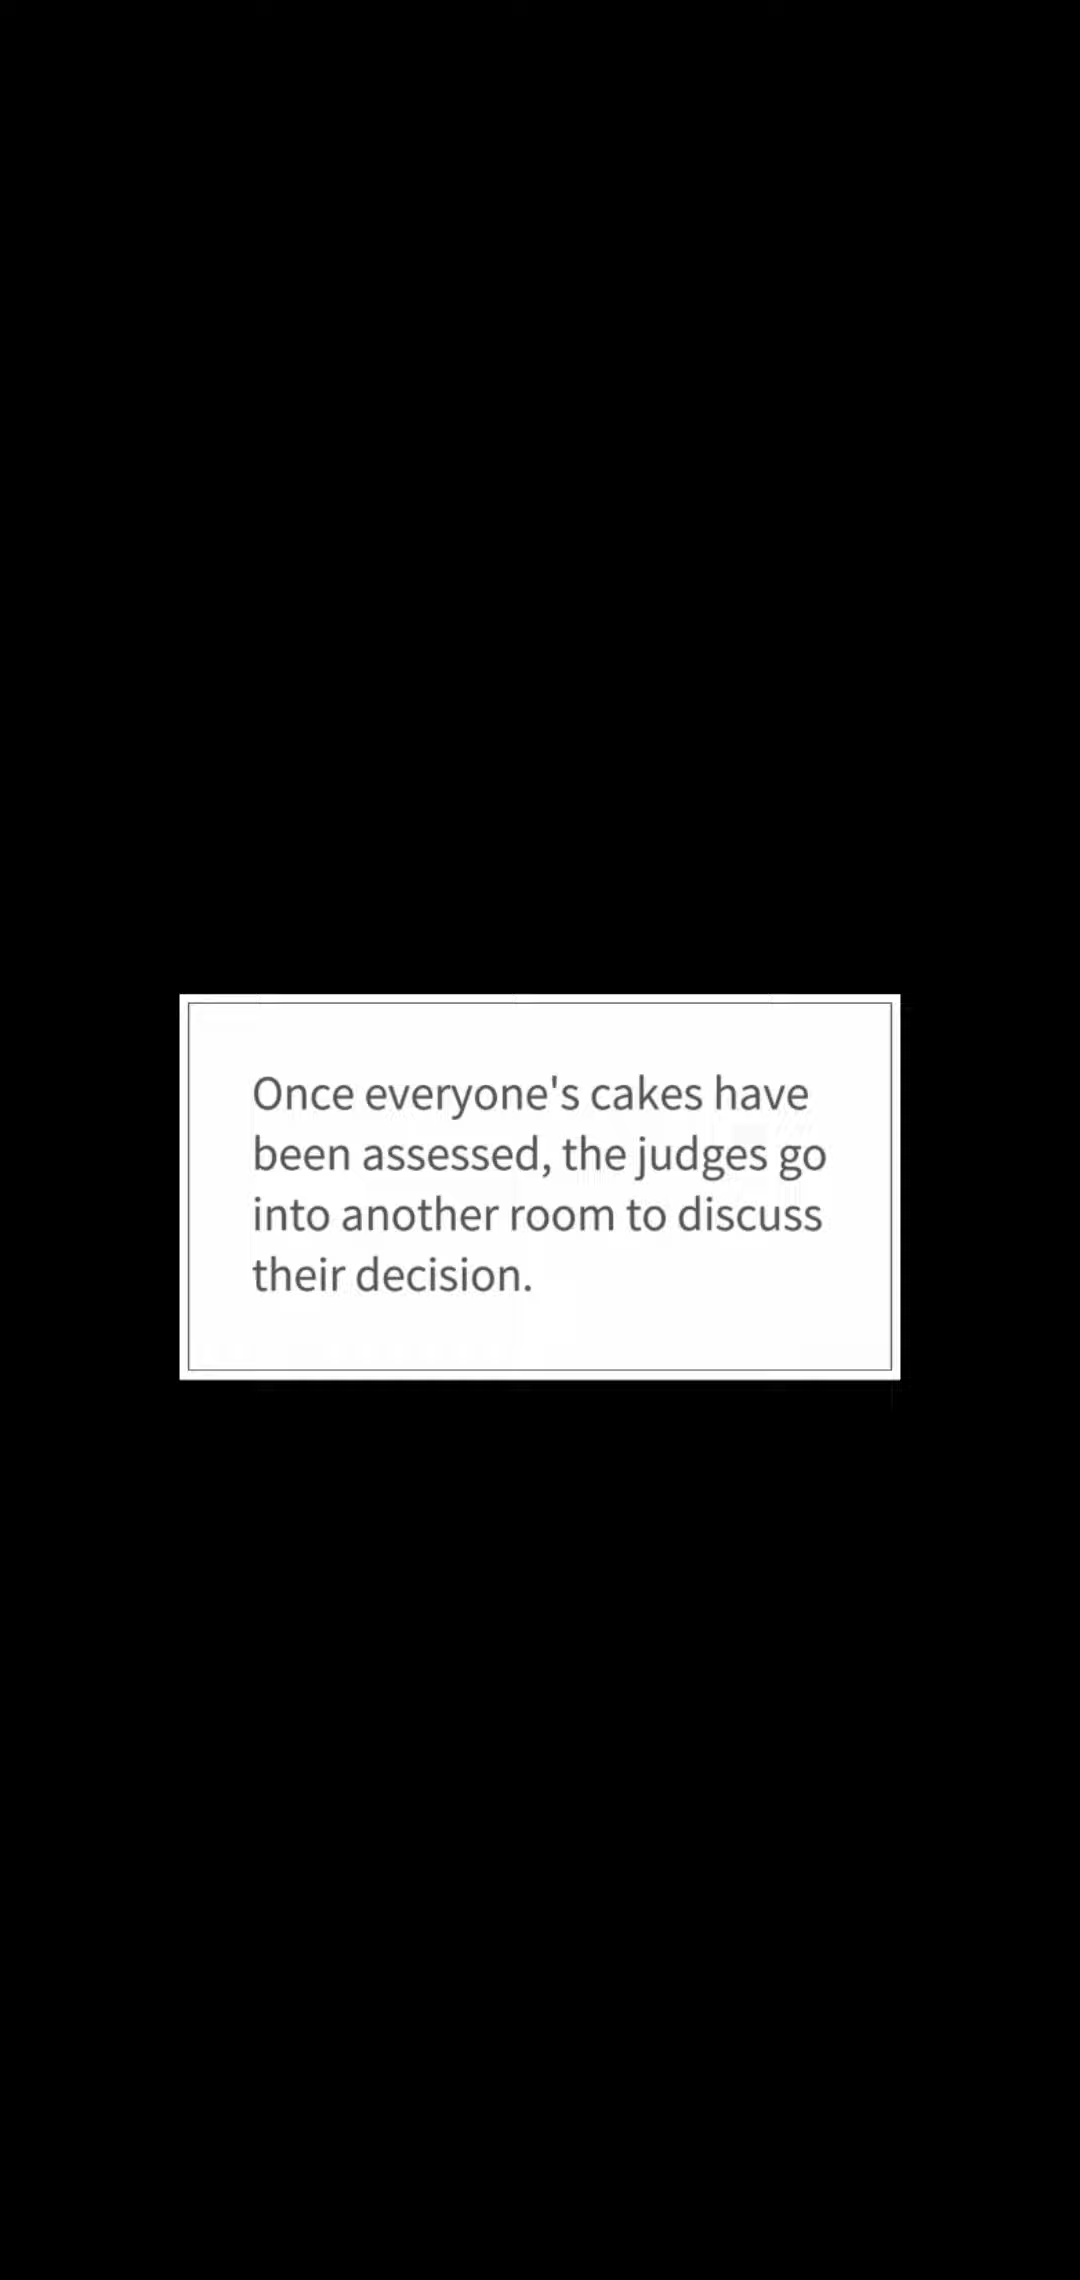 Once everyone's cakes have
been assessed, the judges go
into another room to discuss
their decision.